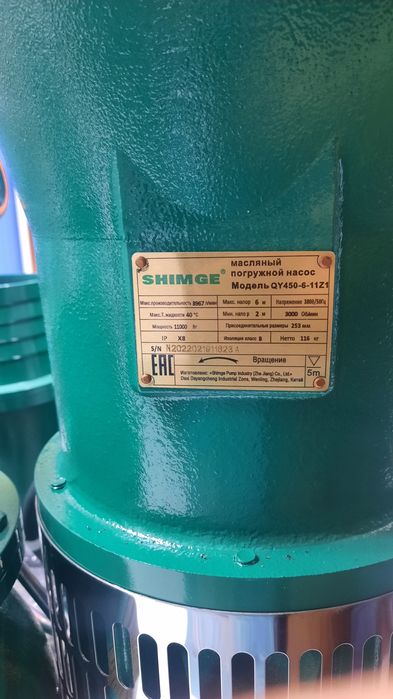 SHIMGE®
масляный
погружной насос
Модель QY450-6-11Z1
Макс.производительность 8967 л/мин Макс. напор 6 м Напряжение 380В/50Гц
Макс.Т.жидкости 40 °C Мин. напор 2 м 3000 Об/мин
Мощность 11000 Вт Присоединительные размеры 253 мм
IP X8 Изоляция класс B Нетто 116 кг
S/N
EAC Вращение 5m
Изготовлено: «Shimge Pump Industry (Zhe Jiang) Co., Ltd.»
Daxi Dayangcheng Industrial Zone, Wenling, Zhejiang, Китай